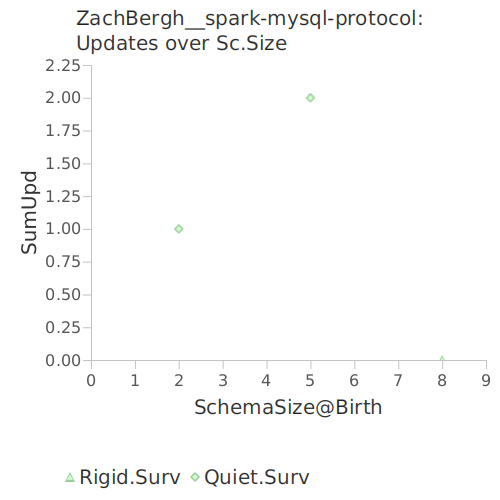 ZachBergh__spark-mysql-protocol:
Updates over Sc.Size
2.25
2.00
1.75
1.50
1.25
1.00
0.75
0.50
0.25
0.00
SumUpd
0 1 2 3 4 5 6 7 8 9
SchemaSize@Birth
Rigid.Surv Quiet.Surv